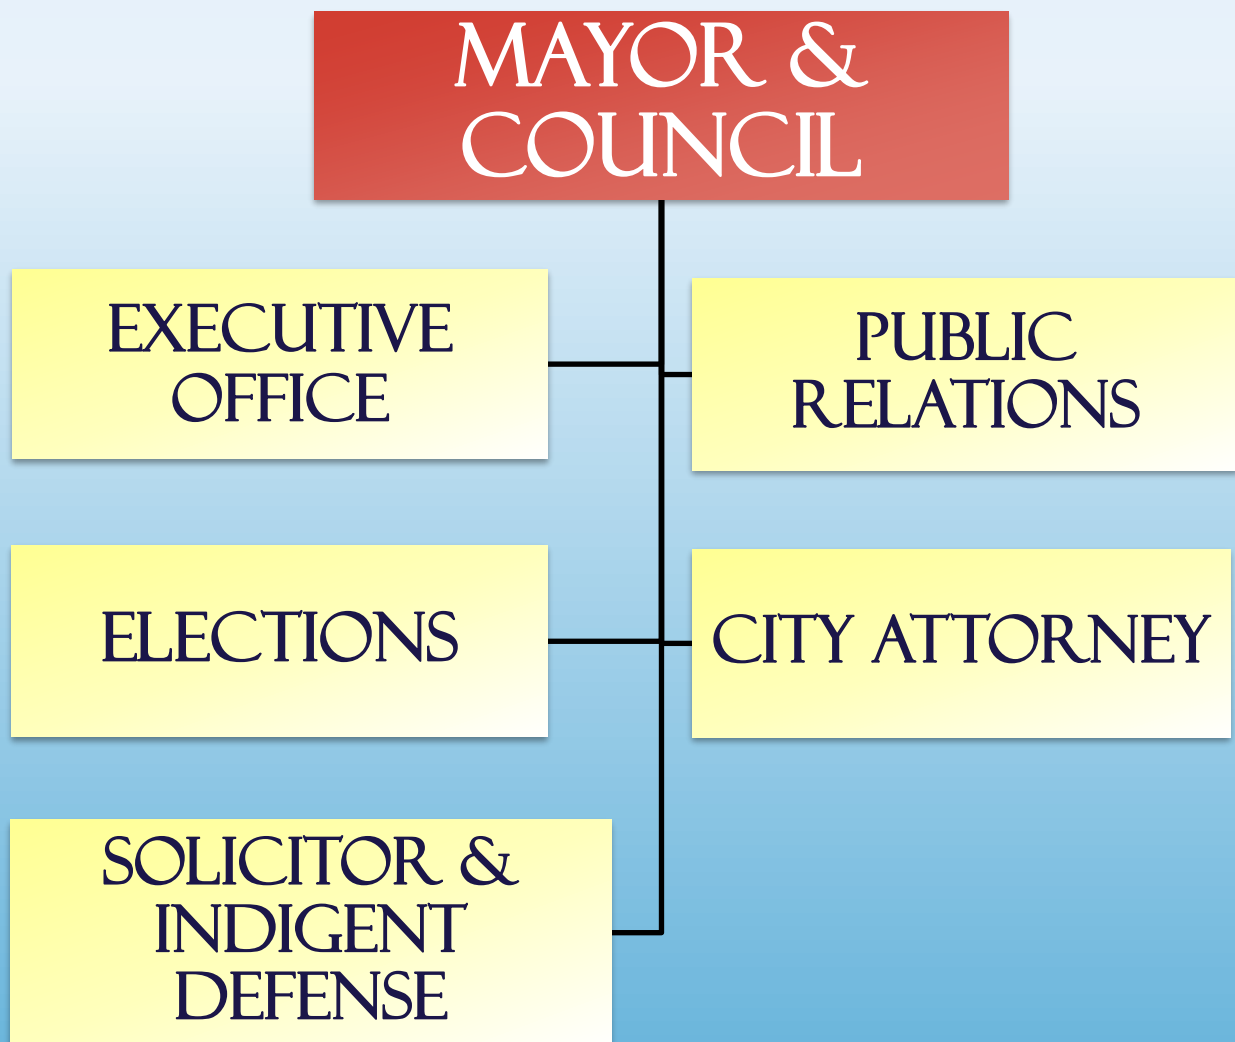 MAYOR &
COUNCIL
EXECUTIVE
OFFICE
PUBLIC
RELATIONS
ELECTIONS
CITY ATTORNEY
SOLICITOR &
INDIGENT
DEFENSE